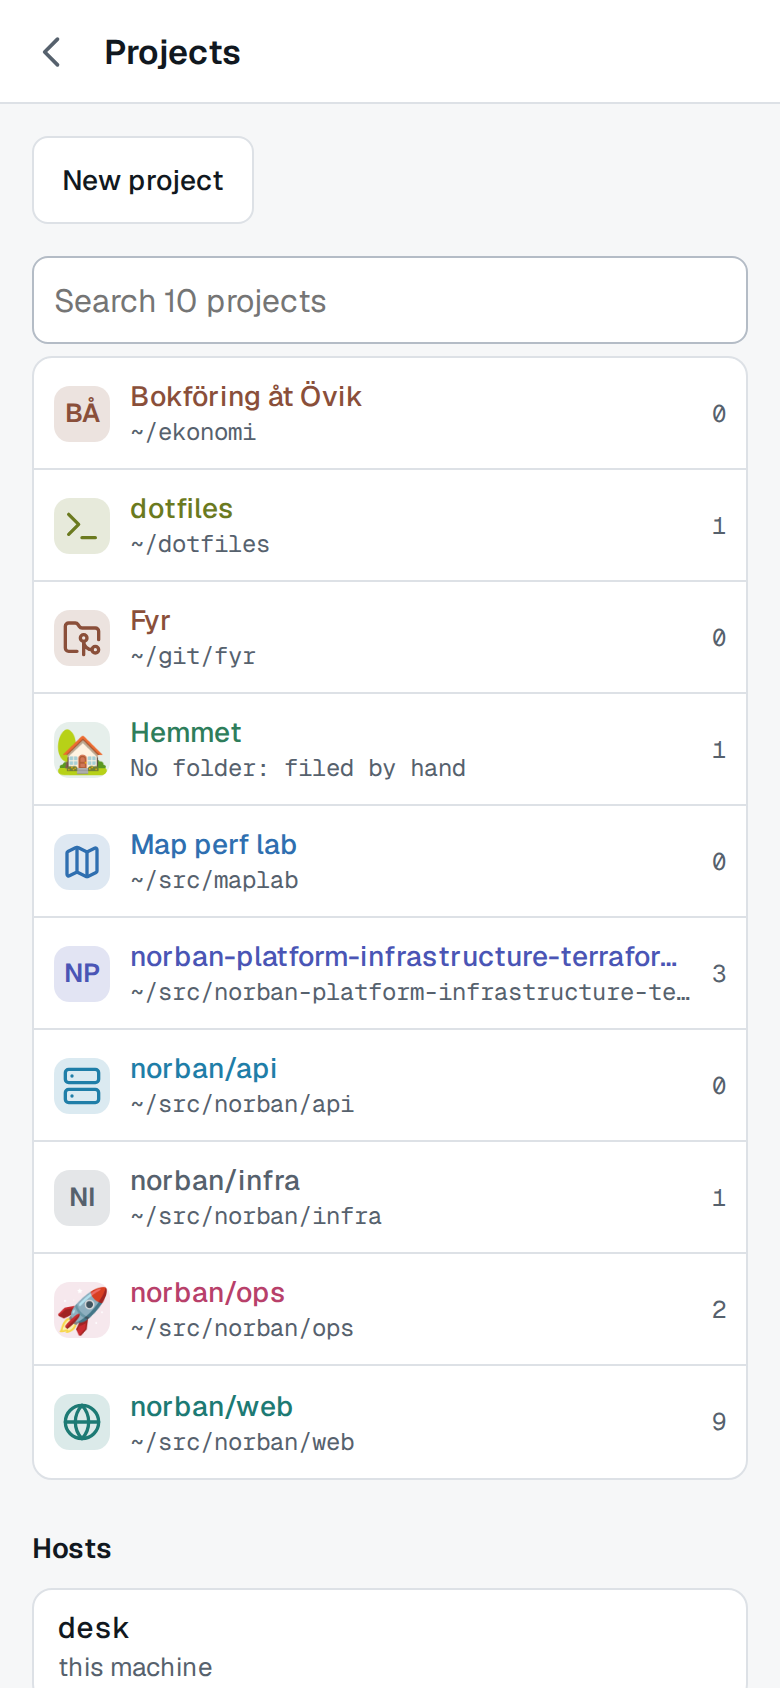 Projects
New project
Search 10 projects
BÅ
Bokföring åt Övik
~/ekonomi
0
dotfiles
~/dotfiles
1
Fyr
~/git/fyr
0
Hemmet
No folder: filed by hand
1
Map perf lab
~/src/maplab
0
NP
norban-platform-infrastructure-terrafor…
~/src/norban-platform-infrastructure-te…
3
norban/api
~/src/norban/api
0
NI
norban/infra
~/src/norban/infra
1
norban/ops
~/src/norban/ops
2
norban/web
~/src/norban/web
9
Hosts
desk
this machine